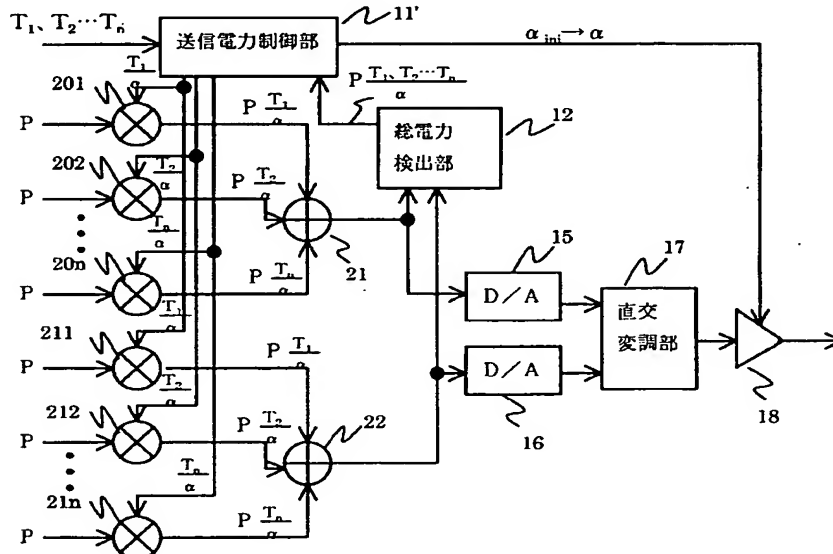 11'
T₁、T₂…Tₙ
送信電力制御部
α ini→α
T₁/α
201
P
P T₁/α
P T₁、T₂…Tₙ/α
12
総電力
検出部
202
T₂/α
P
P T₂/α
20n
Tₙ/α
P
P Tₙ/α
21
15
D/A
17
直交
変調部
18
211
T₁/α
P
P T₁/α
D/A
16
212
T₂/α
P
P T₂/α
22
21n
Tₙ/α
P
P Tₙ/α